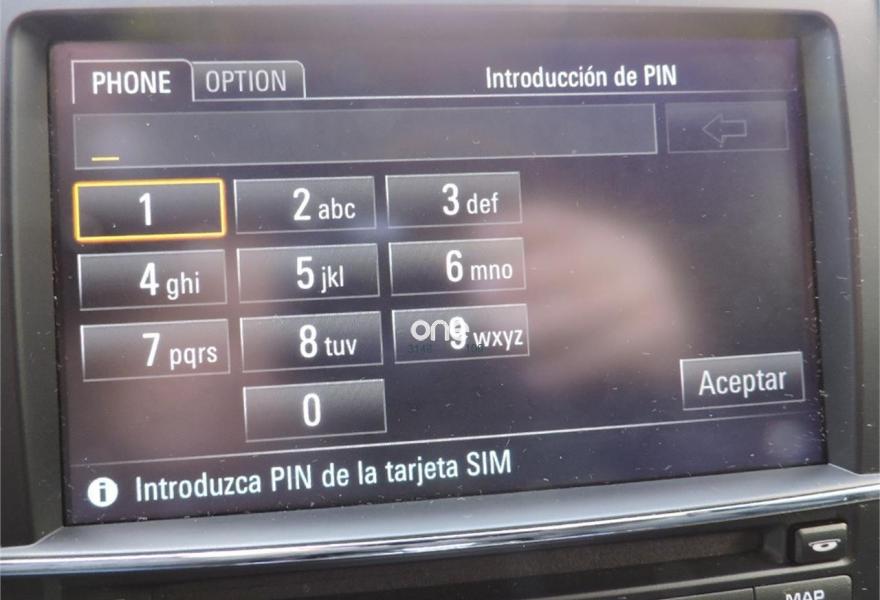 PHONE OPTION Introducción de PIN
1 2 abc 3 def
4 ghi 5 jkl 6 mno
7 pqrs 8 tuv 9 wxyz
one
0
Aceptar
Introduzca PIN de la tarjeta SIM
MAP